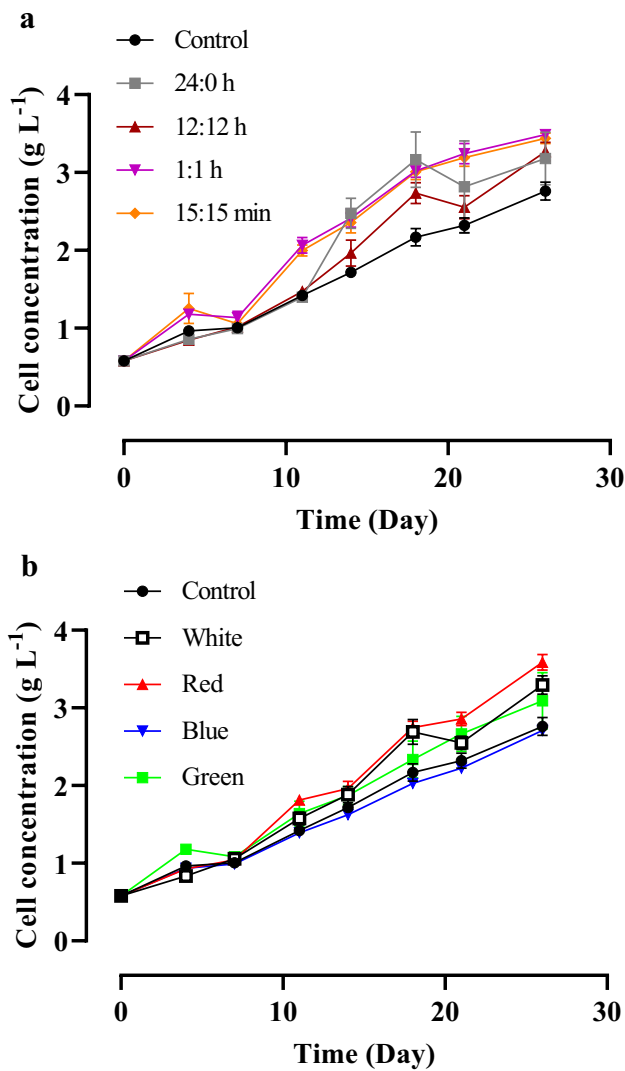 a
Control
24:0 h
12:12 h
1:1 h
15:15 min
Cell concentration (g L⁻¹)
4
3
2
1
0
0 10 20 30
Time (Day)
b
Control
White
Red
Blue
Green
Cell concentration (g L⁻¹)
4
3
2
1
0
0 10 20 30
Time (Day)